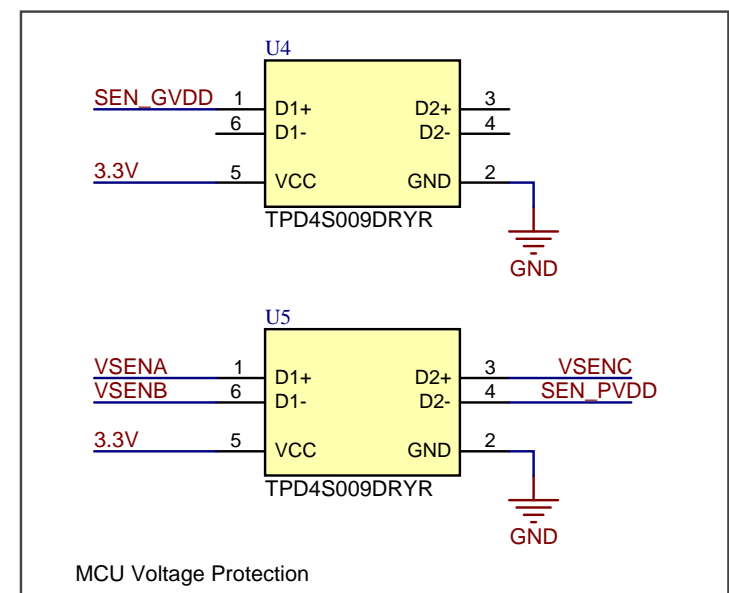 U4
SEN_GVDD 1 D1+ D2+ 3
6 D1- D2- 4
3.3V 5 VCC GND 2
TPD4S009DRYR
GND
U5
VSENA 1 D1+ D2+ 3 VSENC
VSENB 6 D1- D2- 4 SEN_PVDD
3.3V 5 VCC GND 2
TPD4S009DRYR
GND
MCU Voltage Protection